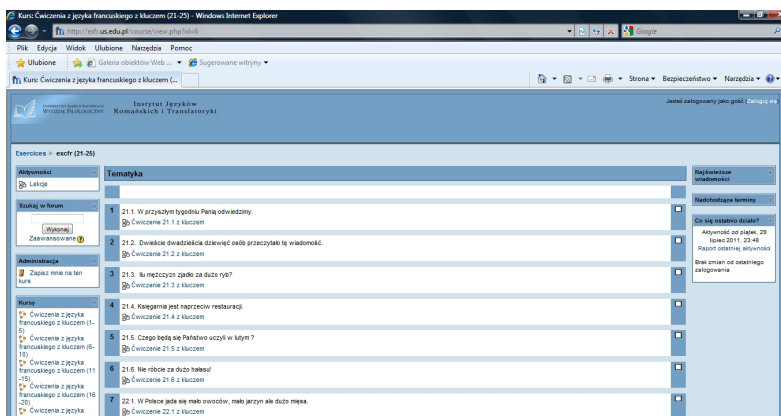 Kurs: Ćwiczenia z języka francuskiego z kluczem (21-25) - Windows Internet Explorer
http://exfr.us.edu.pl/course/view.php?id=6
Google
Plik Edycja Widok Ulubione Narzędzia Pomoc
Ulubione Galeria obiektów Web ... Sugerowane witryny
Kurs: Ćwiczenia z języka francuskiego z kluczem (...
Strona Bezpieczeństwo Narzędzia
Uniwersytet Śląski w Katowicach
Wydział Filologiczny
Instytut Języków
Romańskich i Translatoryki
Jesteś zalogowany jako gość (Zaloguj się)
Exercices ► excfr (21-25)
Aktywności
Lekcje
Szukaj w forum
Wykonaj
Zaawansowane
Administracja
Zapisz mnie na ten
kurs
Kursy
Ćwiczenia z języka
francuskiego z kluczem (1-
5)
Ćwiczenia z języka
francuskiego z kluczem (6-
10)
Ćwiczenia z języka
francuskiego z kluczem (11
-15)
Ćwiczenia z języka
francuskiego z kluczem (16
-20)
Ćwiczenia z języka
Tematyka
1 21.1. W przyszłym tygodniu Panią odwiedzimy.
Ćwiczenie 21.1 z kluczem
2 21.2. Dwieście dwadzieścia dziewięć osób przeczytało tę wiadomość.
Ćwiczenie 21.2 z kluczem
3 21.3. Ilu mężczyzn zjadło za dużo ryb?
Ćwiczenie 21.3 z kluczem
4 21.4. Księgarnia jest naprzeciw restauracji.
Ćwiczenie 21.4 z kluczem
5 21.5. Czego będą się Państwo uczyli w lutym ?
Ćwiczenie 21.5 z kluczem
6 21.6. Nie róbcie za dużo hałasu!
Ćwiczenie 21.6 z kluczem
7 22.1. W Polsce jada się mało owoców, mało jarzyn ale dużo mięsa.
Ćwiczenie 22.1 z kluczem
Najświeższe
wiadomości
Nadchodzące terminy
Co się ostatnio działo?
Aktywność od piątek, 29
lipiec 2011, 23:48
Raport ostatniej aktywności
Brak zmian od ostatniego
zalogowania